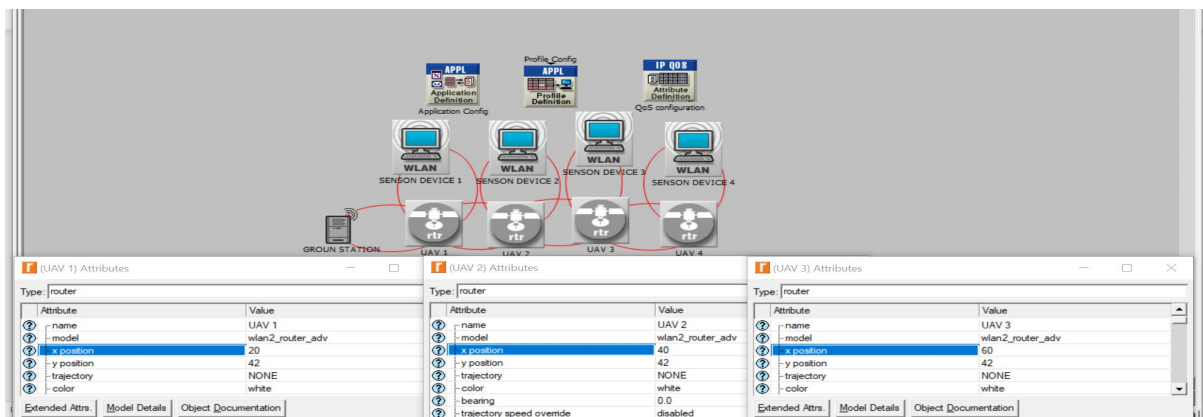 Profile Config
APPL
APPL
IP QOS
Application
Definition
Profile
Definition
Attribute
Definition
Application Config
QoS configuration
WLAN
WLAN
WLAN
WLAN
SENSON DEVICE 1
SENSON DEVICE 2
SENSON DEVICE 3
SENSON DEVICE 4
rtr
rtr
rtr
rtr
GROUN STATION
UAV 1
UAV 2
UAV 3
UAV 4
(UAV 1) Attributes
Type: router
Attribute Value
name UAV 1
model wlan2_router_adv
x position 20
y position 42
trajectory NONE
color white
Extended Attrs. Model Details Object Documentation
(UAV 2) Attributes
Type: router
Attribute Value
name UAV 2
model wlan2_router_adv
x position 40
y position 42
trajectory NONE
color white
bearing 0.0
trajectory speed override disabled
(UAV 3) Attributes
Type: router
Attribute Value
name UAV 3
model wlan2_router_adv
x position 60
y position 42
trajectory NONE
color white
Extended Attrs. Model Details Object Documentation